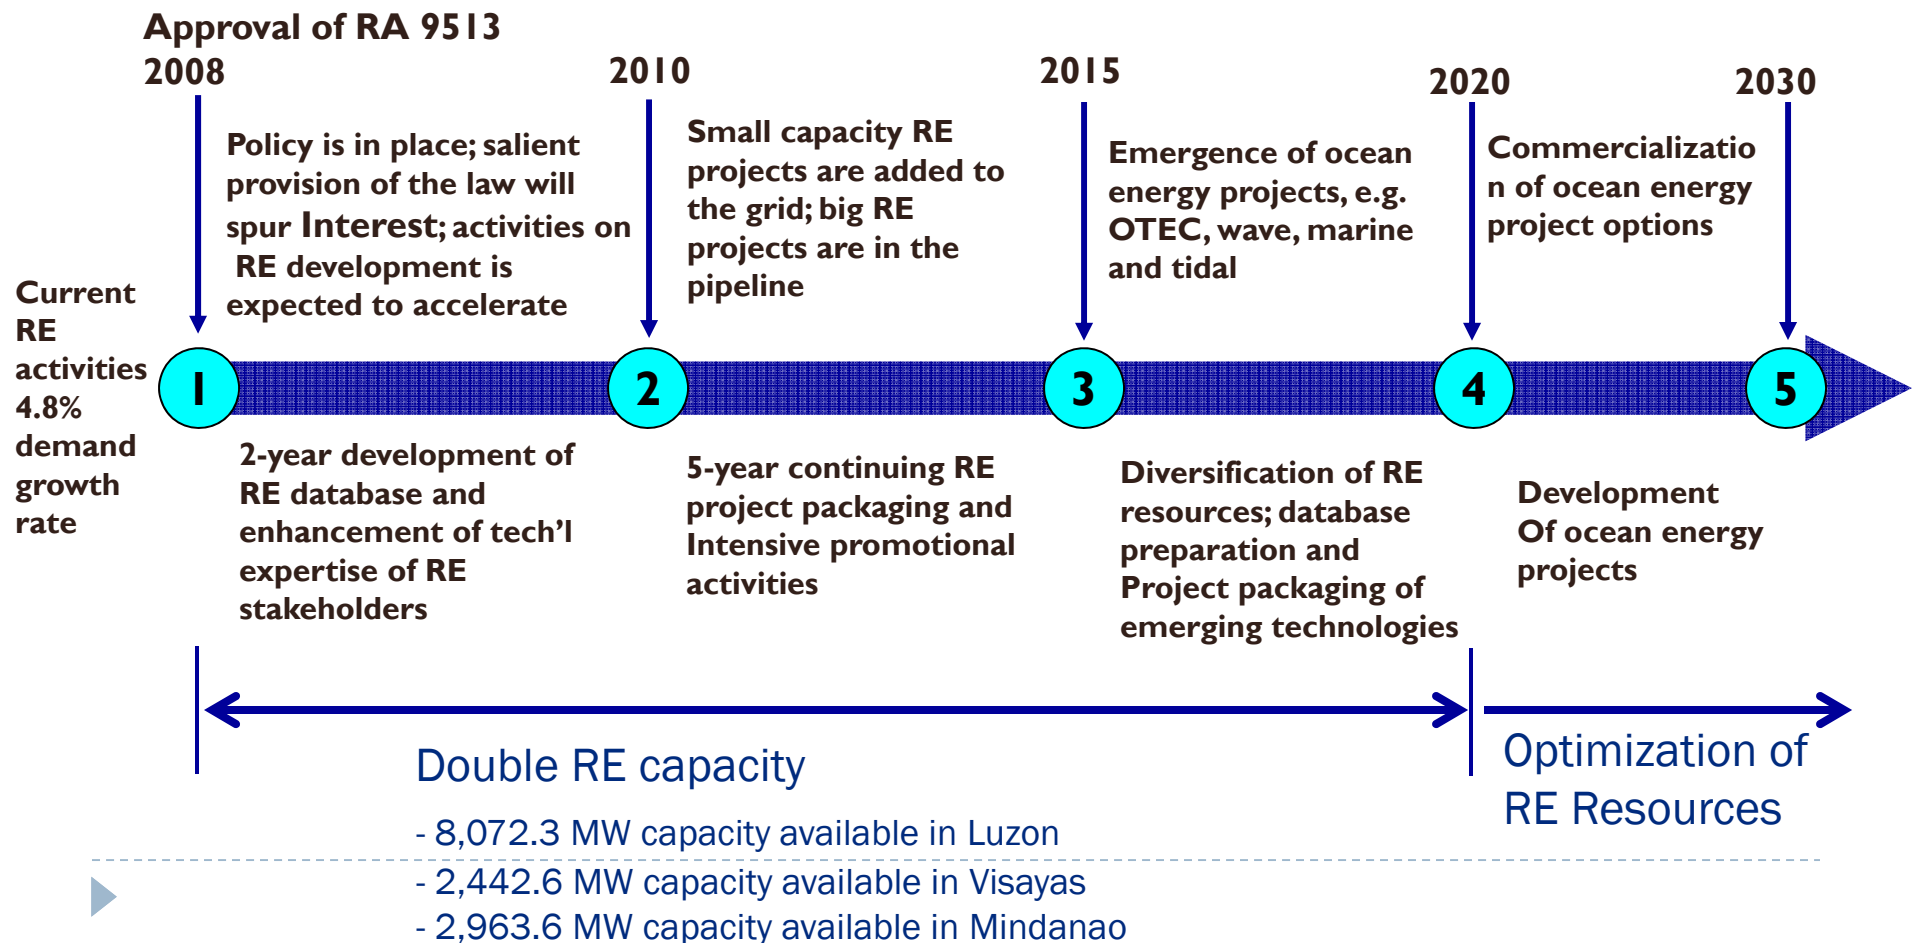 Approval of RA 9513
2008
2010
2015
2020
2030
Policy is in place; salient
provision of the law will
spur Interest; activities on
RE development is
expected to accelerate
Small capacity RE
projects are added to
the grid; big RE
projects are in the
pipeline
Emergence of ocean
energy projects, e.g.
OTEC, wave, marine
and tidal
Commercializatio
n of ocean energy
project options
Current
RE
activities
4.8%
demand
growth
rate
1
2
3
4
5
2-year development of
RE database and
enhancement of tech'l
expertise of RE
stakeholders
5-year continuing RE
project packaging and
Intensive promotional
activities
Diversification of RE
resources; database
preparation and
Project packaging of
emerging technologies
Development
Of ocean energy
projects
Double RE capacity
- 8,072.3 MW capacity available in Luzon
- 2,442.6 MW capacity available in Visayas
- 2,963.6 MW capacity available in Mindanao
Optimization of
RE Resources